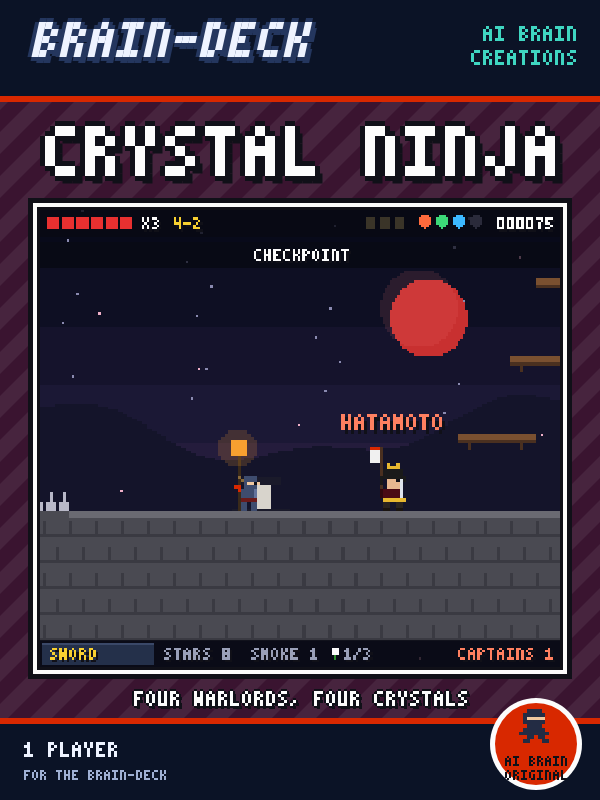 BRAIN-DECK
AI BRAIN
CREATIONS
CRYSTAL NINJA
X3 4-2 000075
CHECKPOINT
HATAMOTO
SWORD STARS 8 SMOKE 1 1/3 CAPTAINS 1
FOUR WARLORDS, FOUR CRYSTALS
1 PLAYER
FOR THE BRAIN-DECK
AI BRAIN
ORIGINAL